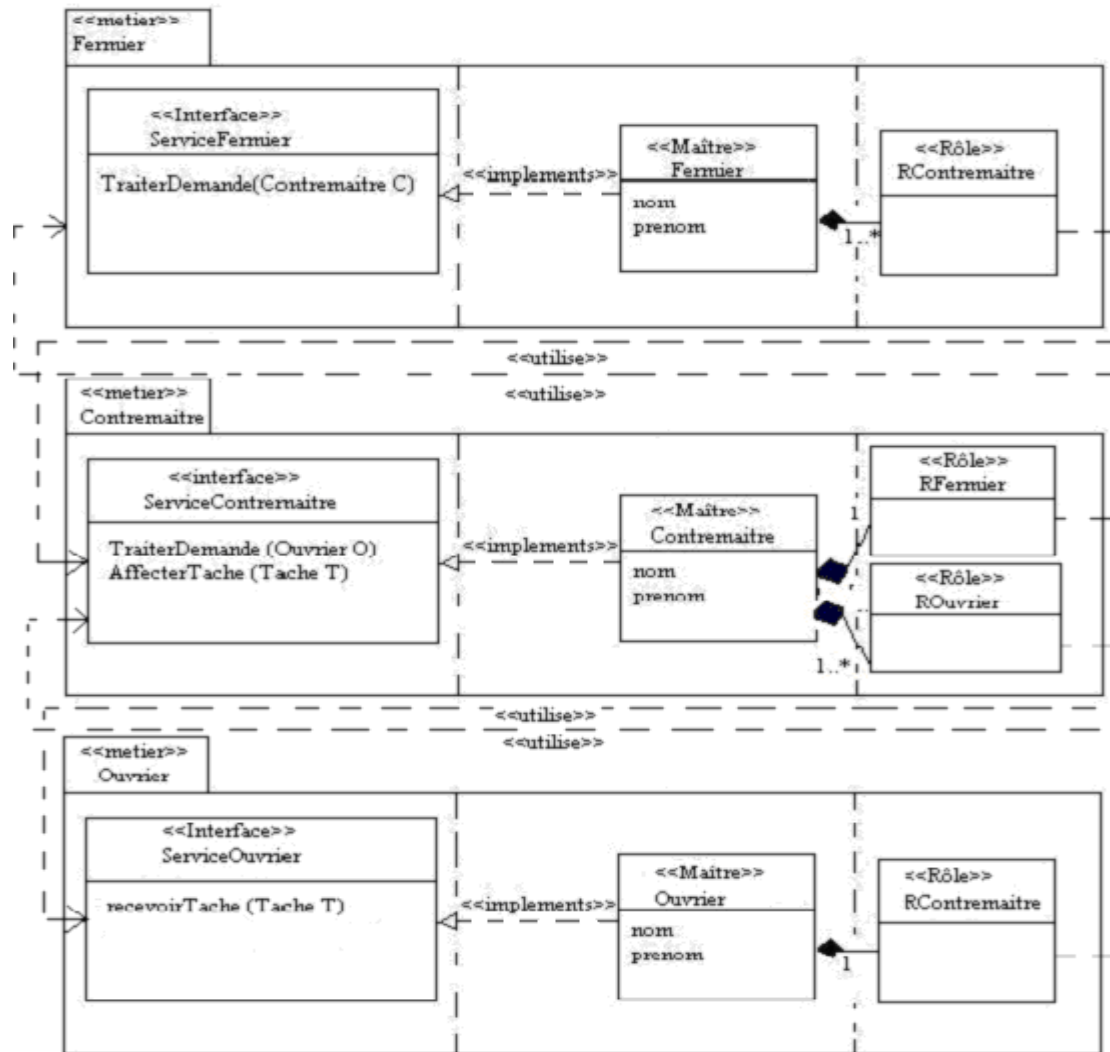 <<metier>>
Fermier
<<Interface>>
ServiceFermier
TraiterDemande(Contremaitre C)
<<implements>>
<<Maître>>
Fermier
nom
prenom
1..*
<<Rôle>>
RContremaitre
<<utilise>>
<<utilise>>
<<metier>>
Contremaitre
<<interface>>
ServiceContremaitre
TraiterDemande (Ouvrier O)
AffecterTache (Tache T)
<<implements>>
<<Maître>>
Contremaitre
nom
prenom
1
1..*
<<Rôle>>
RFermier
<<Rôle>>
ROuvrier
<<utilise>>
<<utilise>>
<<metier>>
Ouvrier
<<Interface>>
ServiceOuvrier
recevoirTache (Tache T)
<<implements>>
<<Maître>>
Ouvrier
nom
prenom
1
<<Rôle>>
RContremaitre